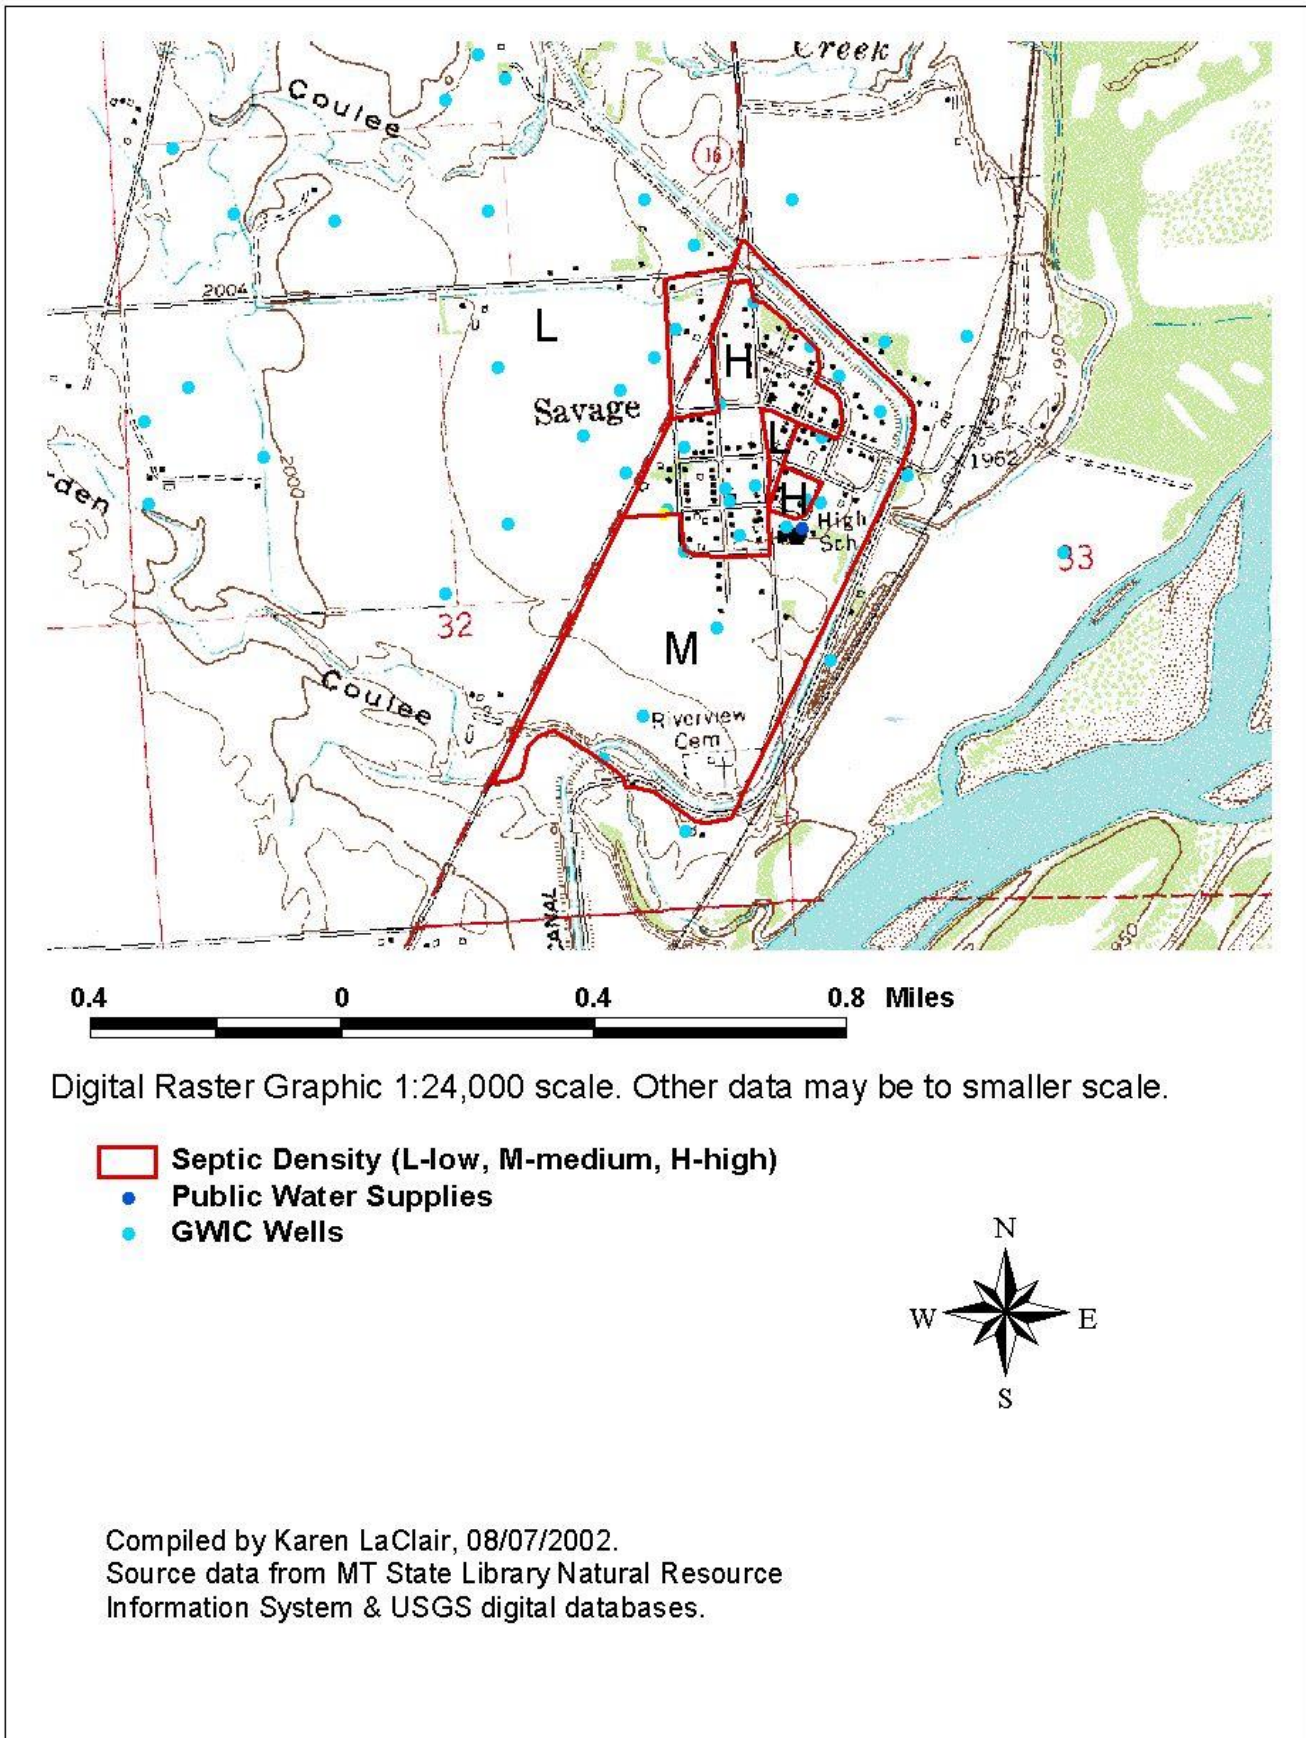 Creek
Coulee
16
2004
L
H
Savage
1950
L
1962
2000
den
H
High
Sch
33
32
M
Coulee
Riverview
Cem
CANAL
950
0.4 0 0.4 0.8 Miles
Digital Raster Graphic 1:24,000 scale. Other data may be to smaller scale.
Septic Density (L-low, M-medium, H-high)
Public Water Supplies
GWIC Wells
N
W E
S
Compiled by Karen LaClair, 08/07/2002.
Source data from MT State Library Natural Resource
Information System & USGS digital databases.